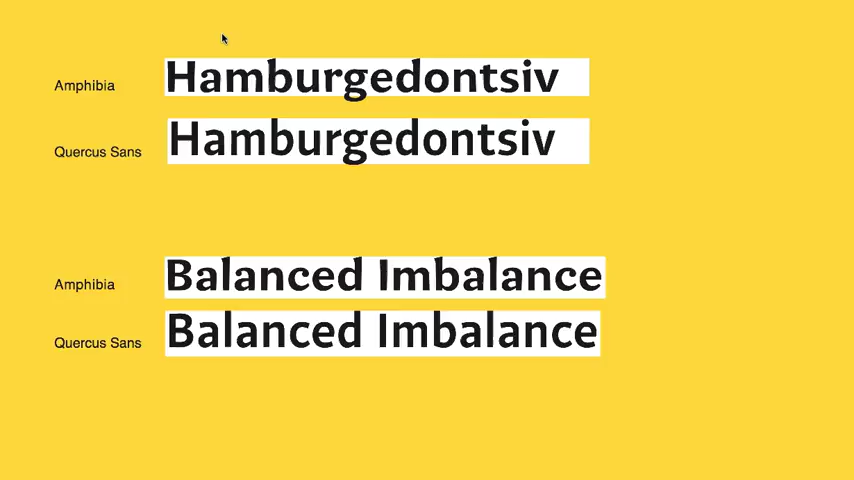 Amphibia Hamburgedontsiv
Quercus Sans Hamburgedontsiv
Amphibia Balanced Imbalance
Quercus Sans Balanced Imbalance